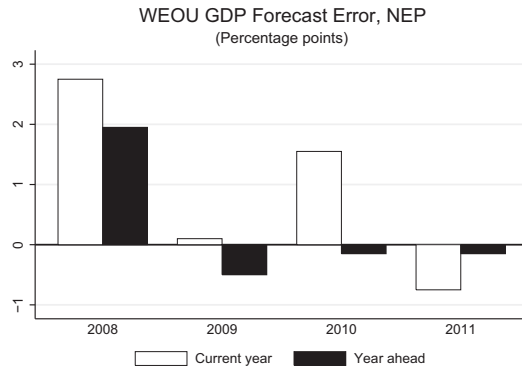 WEOU GDP Forecast Error, NEP
(Percentage points)
3
2
1
0
−1
2008 2009 2010 2011
Current year Year ahead